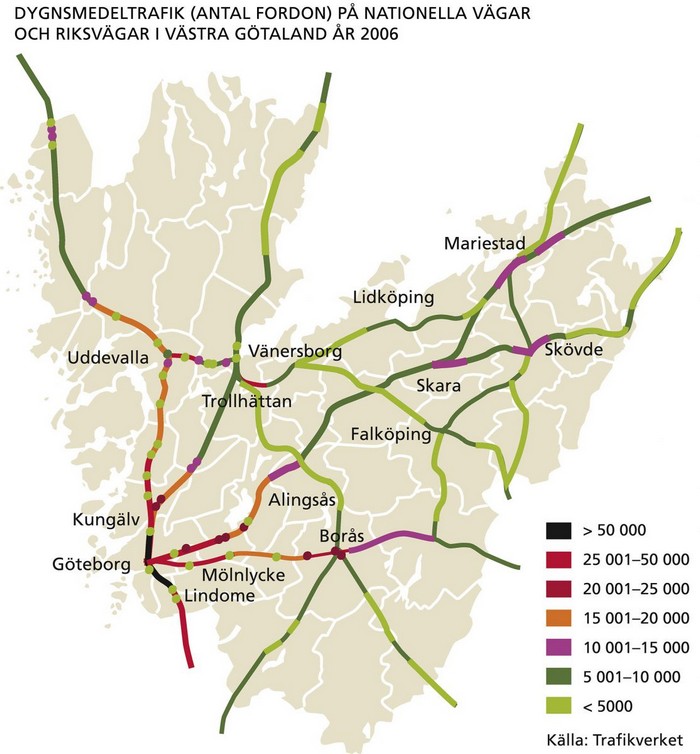 DYGNSMEDELTRAFIK (ANTAL FORDON) PÅ NATIONELLA VÄGAR
OCH RIKSVÄGAR I VÄSTRA GÖTALAND ÅR 2006
Mariestad
Lidköping
Uddevalla
Vänersborg
Skövde
Skara
Trollhättan
Falköping
Alingsås
Kungälv
Borås
Göteborg
Mölnlycke
Lindome
> 50 000
25 001–50 000
20 001–25 000
15 001–20 000
10 001–15 000
5 001–10 000
< 5000
Källa: Trafikverket